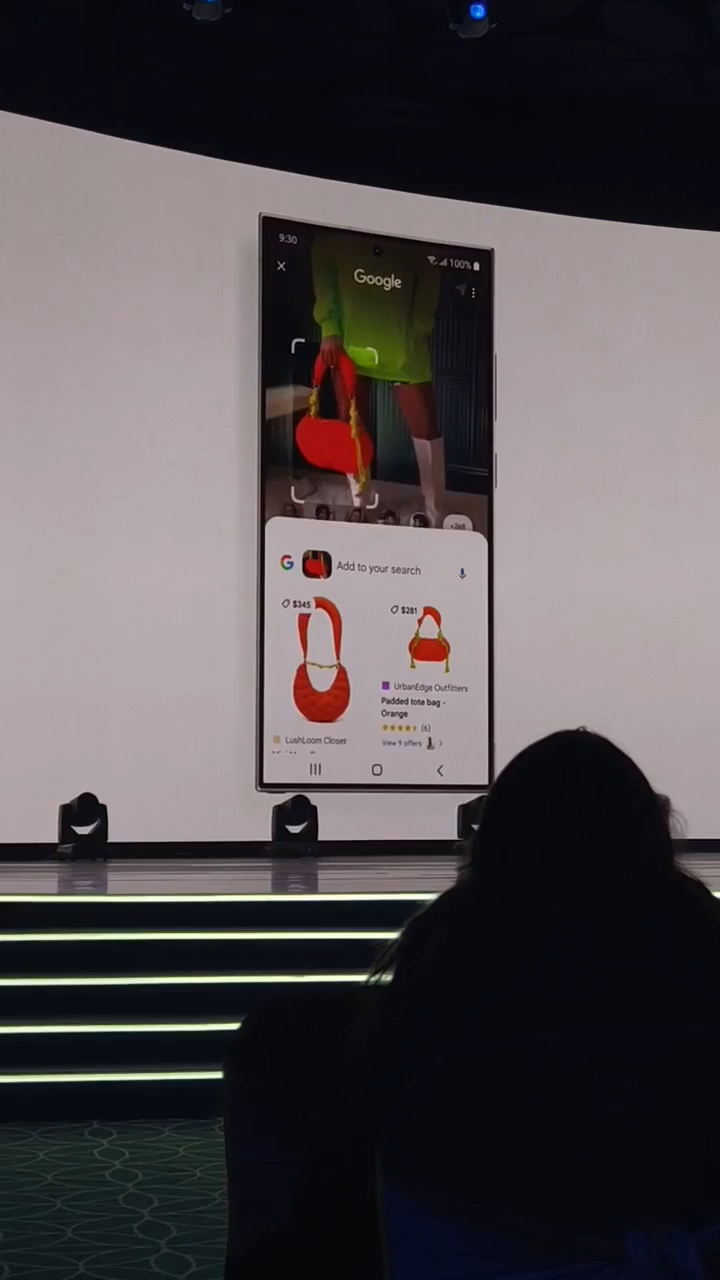 9:30
100%
Google
+268
G
Add to your search
$345
$281
UrbanEdge Outfitters
Padded tote bag -
Orange
(6)
LushLoom Closet
View 9 offers